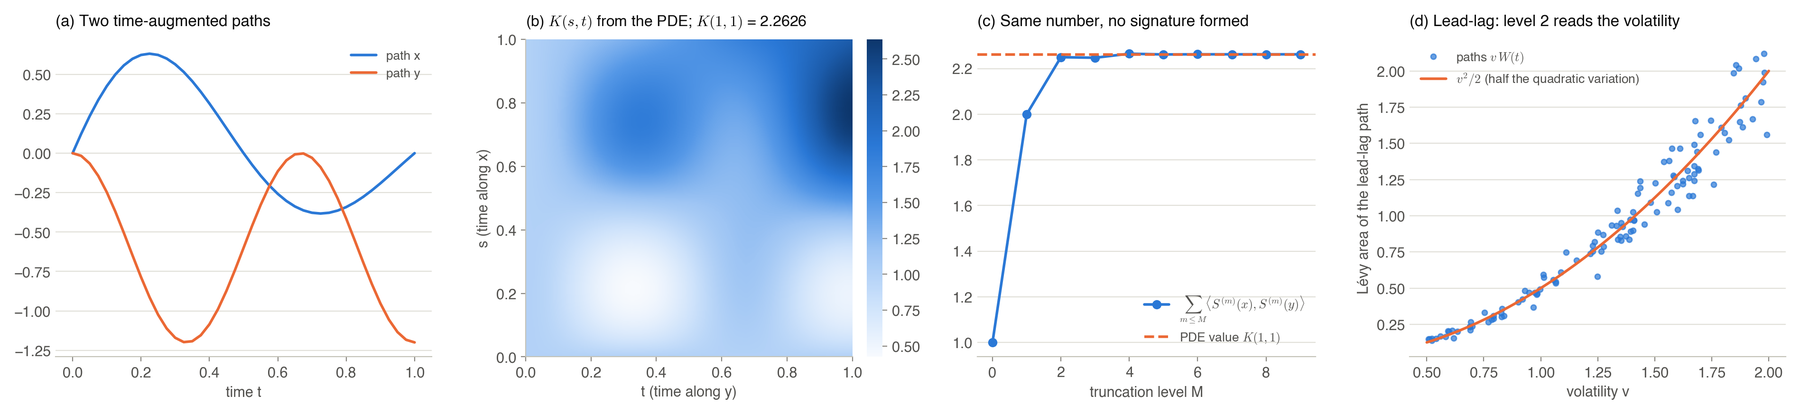 (a) Two time-augmented paths
path x
path y
0.50
0.25
0.00
−0.25
−0.50
−0.75
−1.00
−1.25
0.0 0.2 0.4 0.6 0.8 1.0
time t
(b) K(s, t) from the PDE; K(1, 1) = 2.2626
1.0
0.8
0.6
0.4
0.2
0.0
s (time along x)
0.0 0.2 0.4 0.6 0.8 1.0
t (time along y)
2.50
2.25
2.00
1.75
1.50
1.25
1.00
0.75
0.50
(c) Same number, no signature formed
2.2
2.0
1.8
1.6
1.4
1.2
1.0
∑_{m≤M} ⟨S^{(m)}(x), S^{(m)}(y)⟩
PDE value K(1, 1)
0 2 4 6 8
truncation level M
(d) Lead-lag: level 2 reads the volatility
paths v W(t)
v²/2 (half the quadratic variation)
2.00
1.75
1.50
1.25
1.00
0.75
0.50
0.25
Lévy area of the lead-lag path
0.50 0.75 1.00 1.25 1.50 1.75 2.00
volatility v